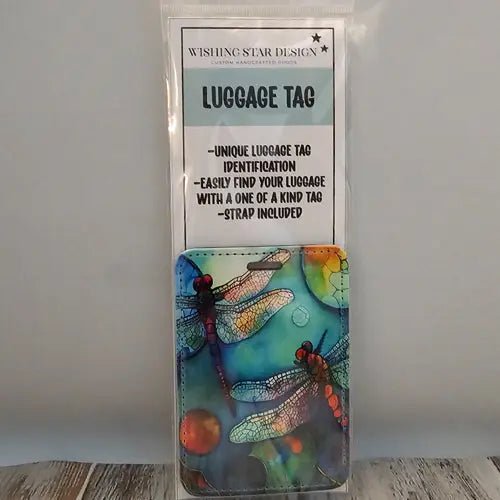 WISHING STAR DESIGN
CUSTOM HANDCRAFTED GOODS
LUGGAGE TAG
-UNIQUE LUGGAGE TAG
IDENTIFICATION
-EASILY FIND YOUR LUGGAGE
WITH A ONE OF A KIND TAG
-STRAP INCLUDED